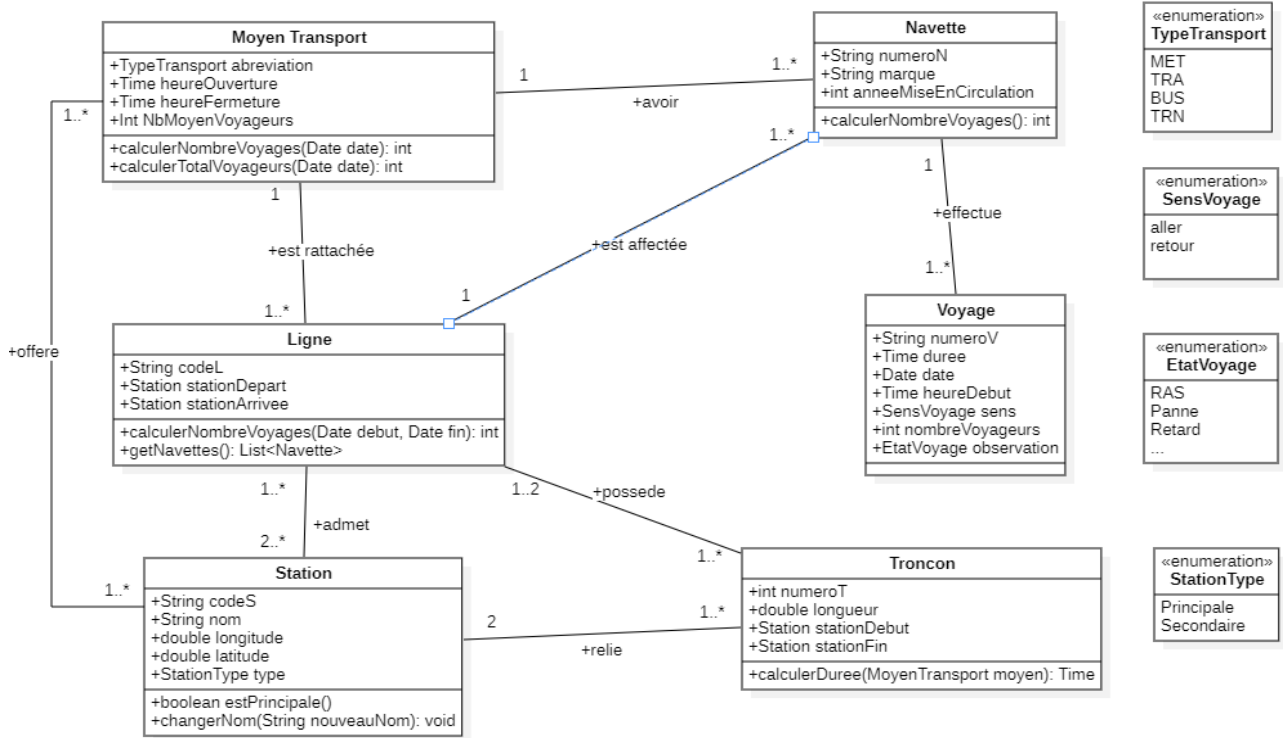 Moyen Transport
+TypeTransport abreviation
+Time heureOuverture
+Time heureFermeture
+Int NbMoyenVoyageurs
+calculerNombreVoyages(Date date): int
+calculerTotalVoyageurs(Date date): int
1
1..*
+avoir
Navette
+String numeroN
+String marque
+int anneeMiseEnCirculation
+calculerNombreVoyages(): int
«enumeration»
TypeTransport
MET
TRA
BUS
TRN
1..*
1..*
1
+est rattachée
1..*
+est affectée
1
1
+effectue
1..*
«enumeration»
SensVoyage
aller
retour
+offere
Ligne
+String codeL
+Station stationDepart
+Station stationArrivee
+calculerNombreVoyages(Date debut, Date fin): int
+getNavettes(): List<Navette>
Voyage
+String numeroV
+Time duree
+Date date
+Time heureDebut
+SensVoyage sens
+int nombreVoyageurs
+EtatVoyage observation
«enumeration»
EtatVoyage
RAS
Panne
Retard
...
1..*
+admet
2..*
1..2
+possede
1..*
1..*
Station
+String codeS
+String nom
+double longitude
+double latitude
+StationType type
+boolean estPrincipale()
+changerNom(String nouveauNom): void
2
1..*
+relie
Troncon
+int numeroT
+double longueur
+Station stationDebut
+Station stationFin
+calculerDuree(MoyenTransport moyen): Time
«enumeration»
StationType
Principale
Secondaire